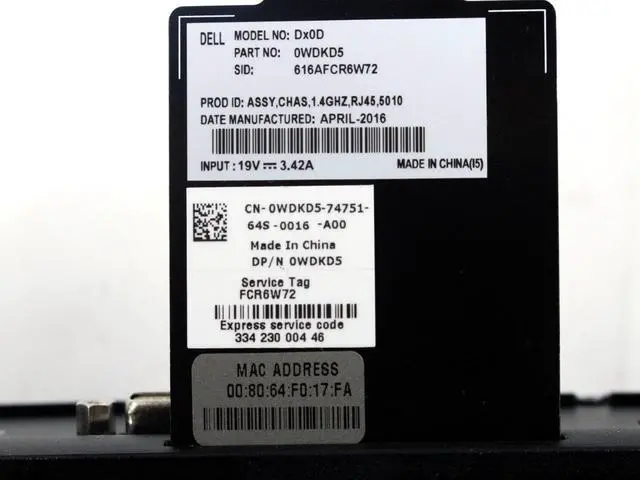 DELL MODEL NO: Dx0D
PART NO: 0WDKD5
SID: 616AFCR6W72
PROD ID: ASSY,CHAS,1.4GHZ,RJ45,5010
DATE MANUFACTURED: APRIL-2016
INPUT : 19V ⎓ 3.42A MADE IN CHINA(I5)
CN- 0WDKD5-74751-
64S -0016 -A00
Made In China
DP/N 0WDKD5
Service Tag
FCR6W72
Express service code
334 230 004 46
MAC ADDRESS
00:80:64:F0:17:FA